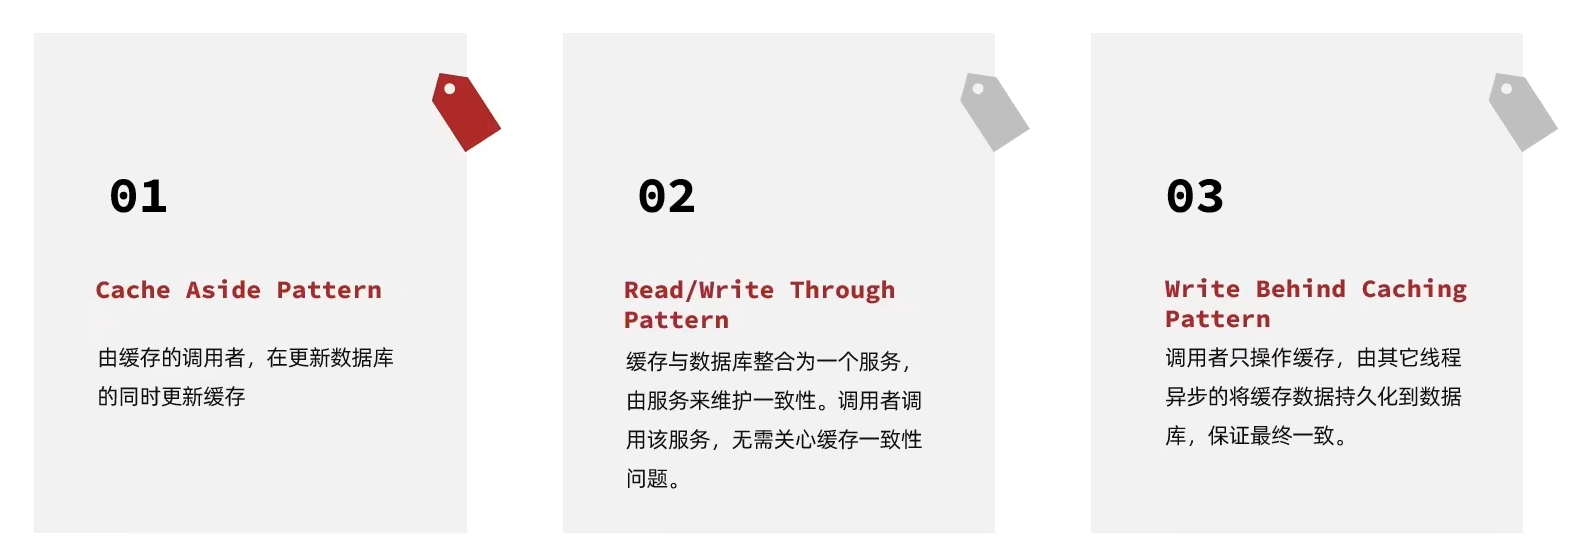 01
Cache Aside Pattern
由缓存的调用者，在更新数据库
的同时更新缓存
02
Read/Write Through
Pattern
缓存与数据库整合为一个服务，
由服务来维护一致性。调用者调
用该服务，无需关心缓存一致性
问题。
03
Write Behind Caching
Pattern
调用者只操作缓存，由其它线程
异步的将缓存数据持久化到数据
库，保证最终一致。